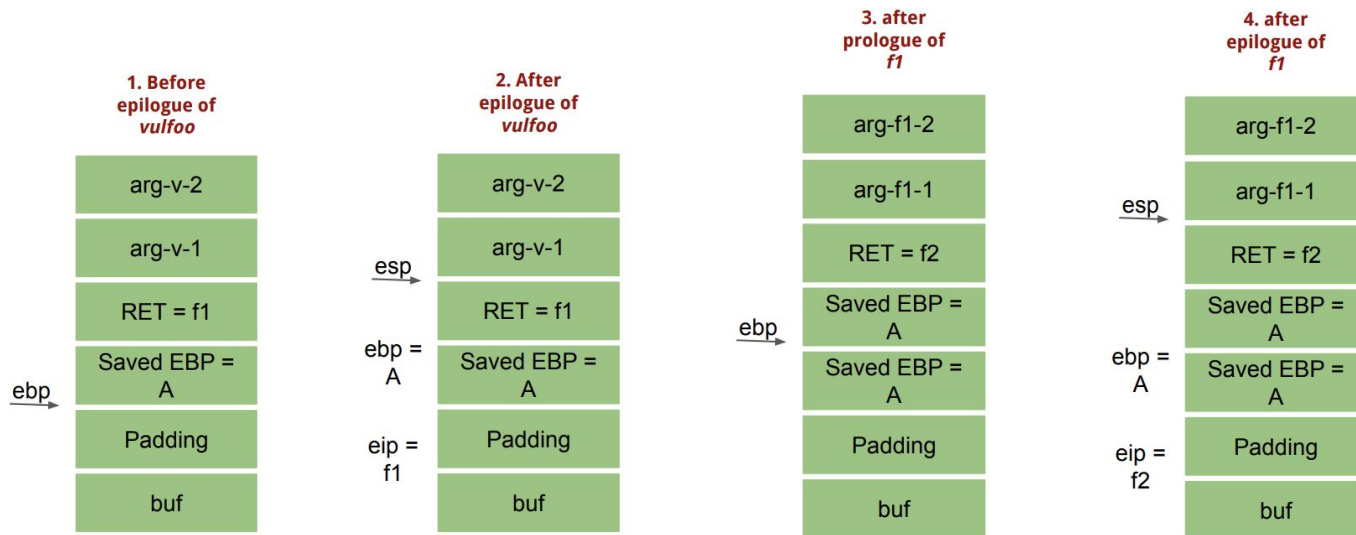 1. Before
epilogue of
vulfoo
arg-v-2
arg-v-1
RET = f1
Saved EBP =
A
ebp
Padding
buf
2. After
epilogue of
vulfoo
arg-v-2
arg-v-1
esp
RET = f1
ebp =
A
Saved EBP =
A
eip =
f1
Padding
buf
3. after
prologue of
f1
arg-f1-2
arg-f1-1
RET = f2
Saved EBP =
A
ebp
Saved EBP =
A
Padding
buf
4. after
epilogue of
f1
arg-f1-2
arg-f1-1
esp
RET = f2
Saved EBP =
A
ebp =
A
Saved EBP =
A
eip =
f2
Padding
buf